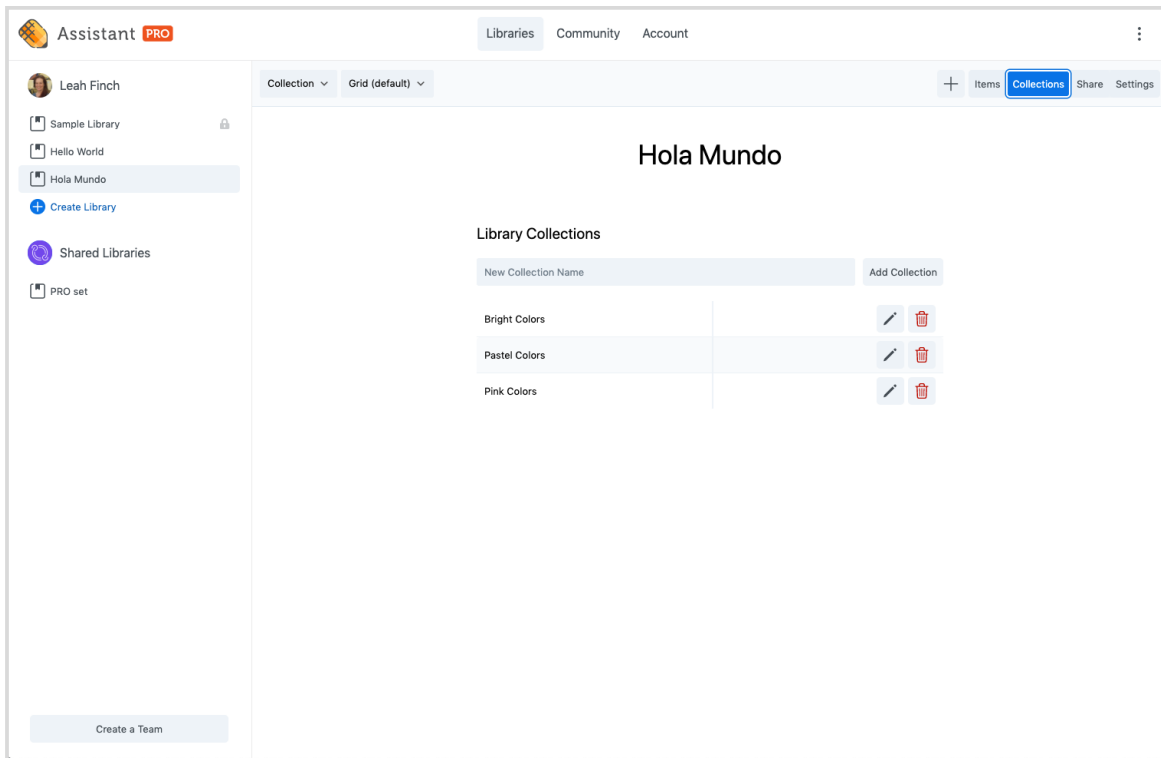 Assistant PRO
Libraries Community Account
Leah Finch
Sample Library
Hello World
Hola Mundo
Create Library
Shared Libraries
PRO set
Create a Team
Collection Grid (default) Items Collections Share Settings
Hola Mundo
Library Collections
New Collection Name Add Collection
Bright Colors
Pastel Colors
Pink Colors